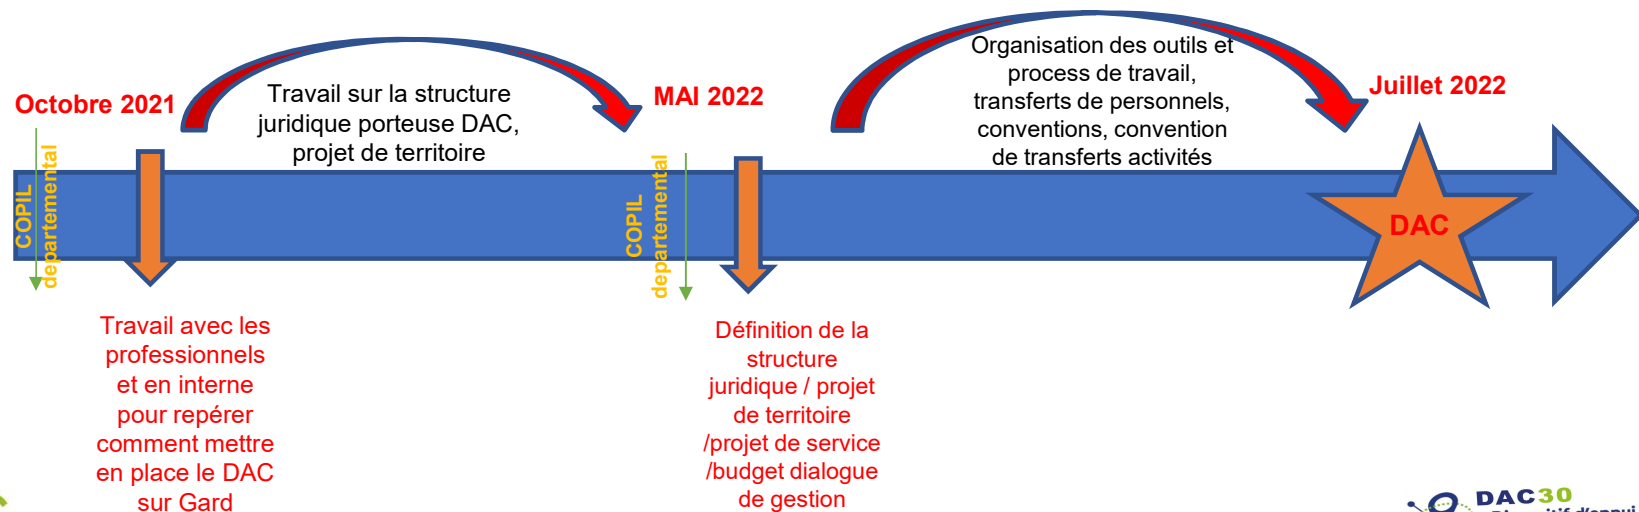 Octobre 2021
Travail sur la structure
juridique porteuse DAC,
projet de territoire
MAI 2022
Organisation des outils et
process de travail,
transferts de personnels,
conventions, convention
de transferts activités
Juillet 2022
COPIL
departemental
COPIL
departemental
DAC
Travail avec les
professionnels
et en interne
pour repérer
comment mettre
en place le DAC
sur Gard
Définition de la
structure
juridique / projet
de territoire
/projet de service
/budget dialogue
de gestion
DAC30